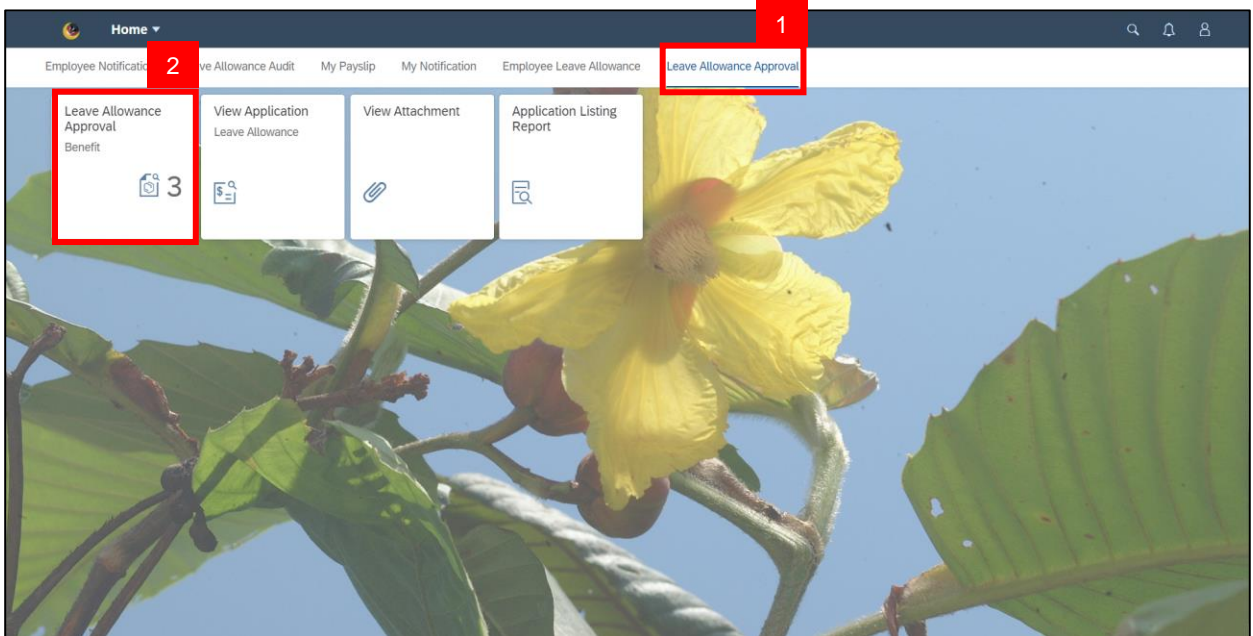 1
Home
2
Employee Notificatio
ve Allowance Audit
My Payslip
My Notification
Employee Leave Allowance
Leave Allowance Approval
Leave Allowance
Approval
Benefit
3
View Application
Leave Allowance
View Attachment
Application Listing
Report